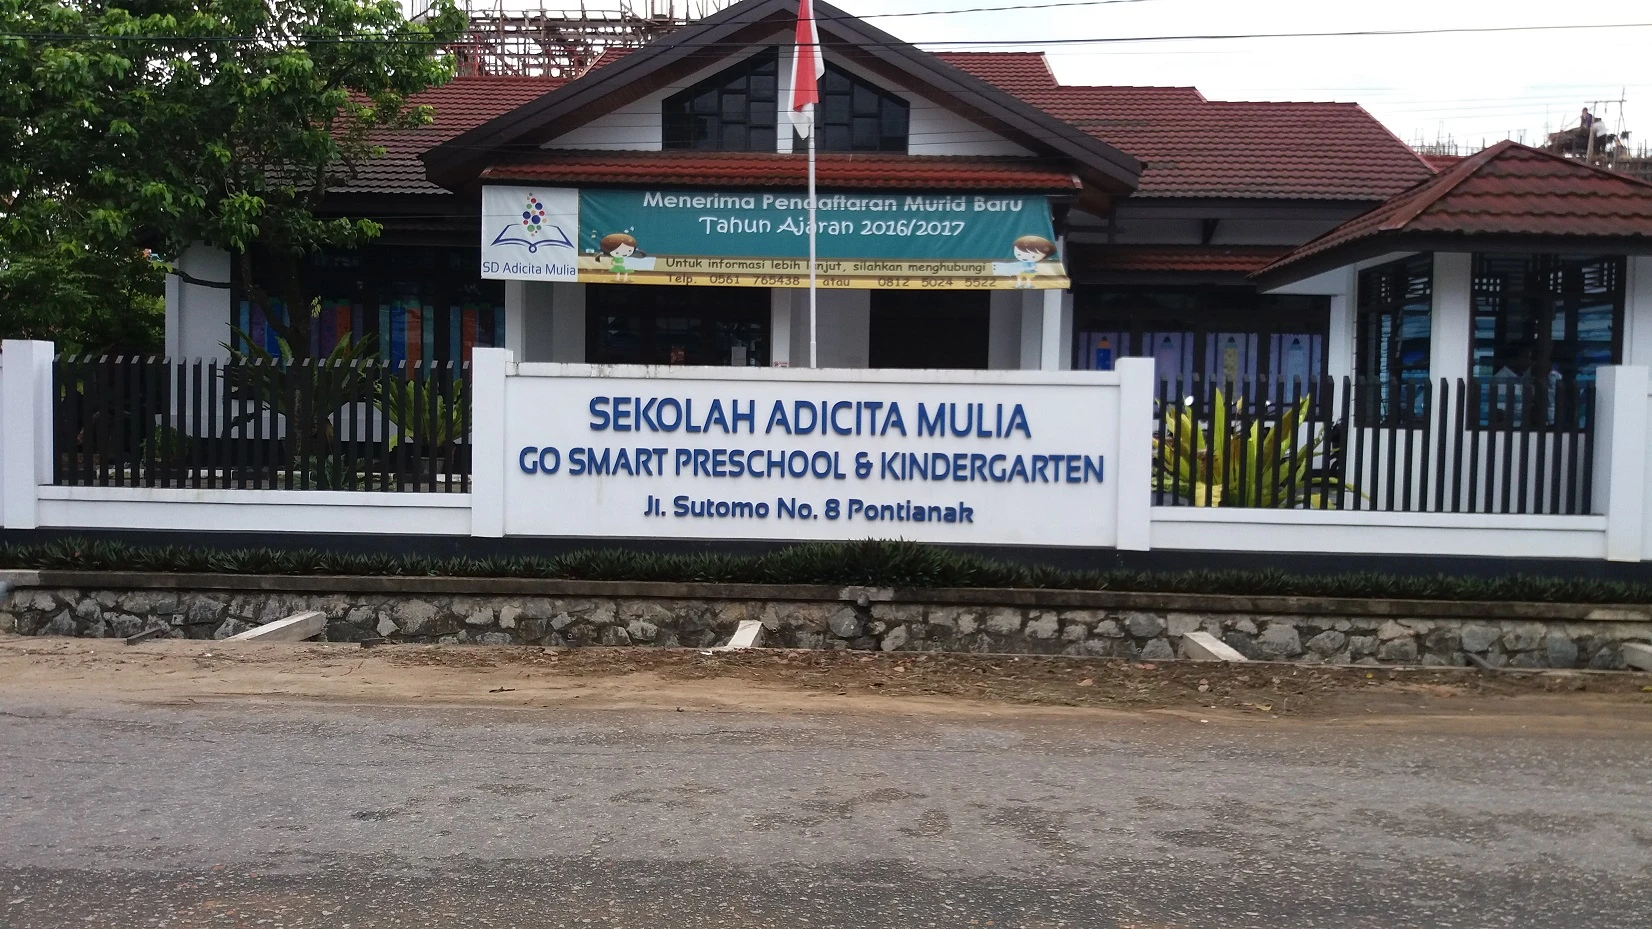 Menerima Pendaftaran Murid Baru
Tahun Ajaran 2016/2017
SD Adicita Mulia
Untuk informasi lebih lanjut, silahkan menghubungi
Telp. 0561 765438 atau 0812 5024 5522
SEKOLAH ADICITA MULIA
GO SMART PRESCHOOL & KINDERGARTEN
Jl. Sutomo No. 8 Pontianak